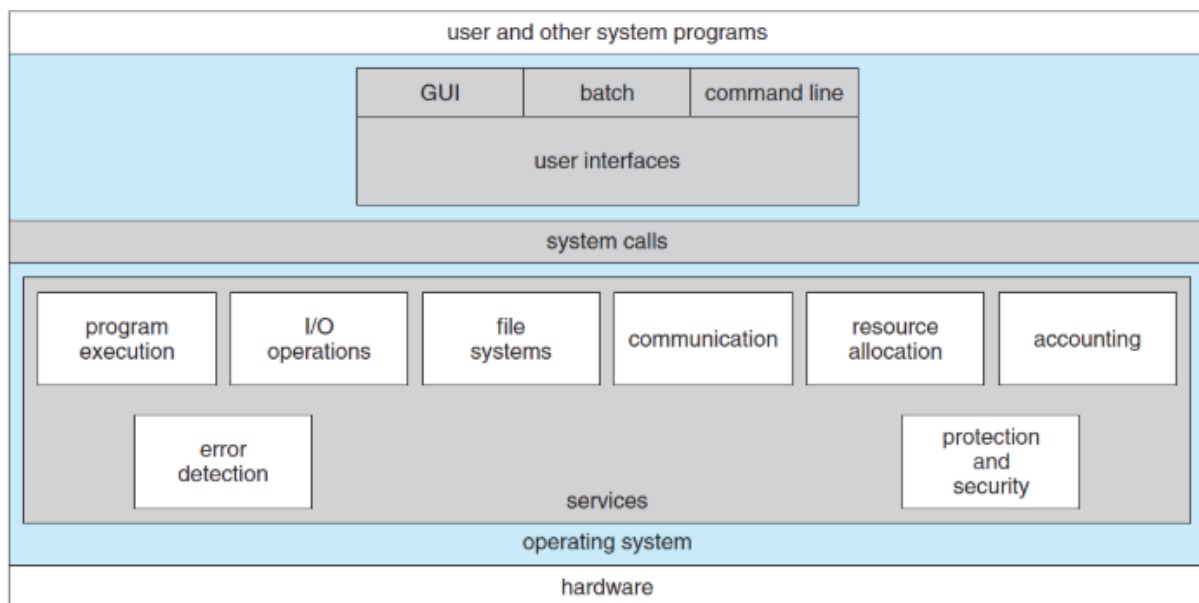 user and other system programs
GUI batch command line
user interfaces
system calls
program
execution
I/O
operations
file
systems
communication
resource
allocation
accounting
error
detection
protection
and
security
services
operating system
hardware